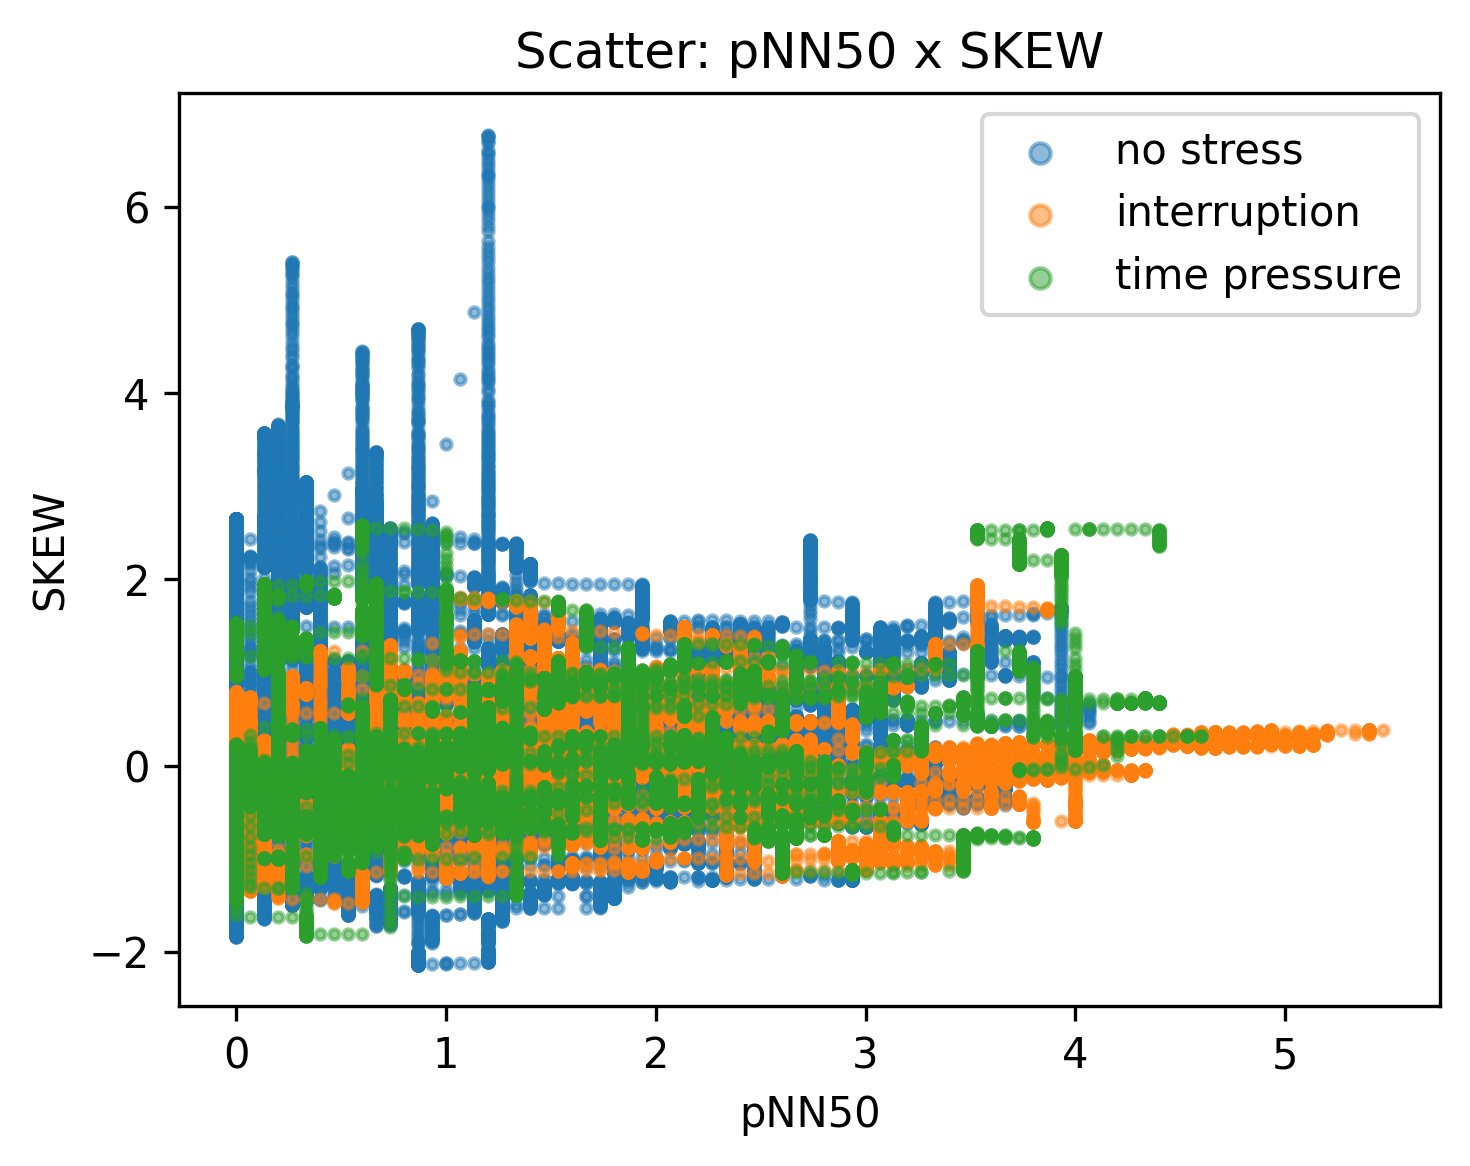 Scatter: pNN50 x SKEW
no stress
interruption
time pressure
SKEW
6
4
2
0
−2
0 1 2 3 4 5
pNN50